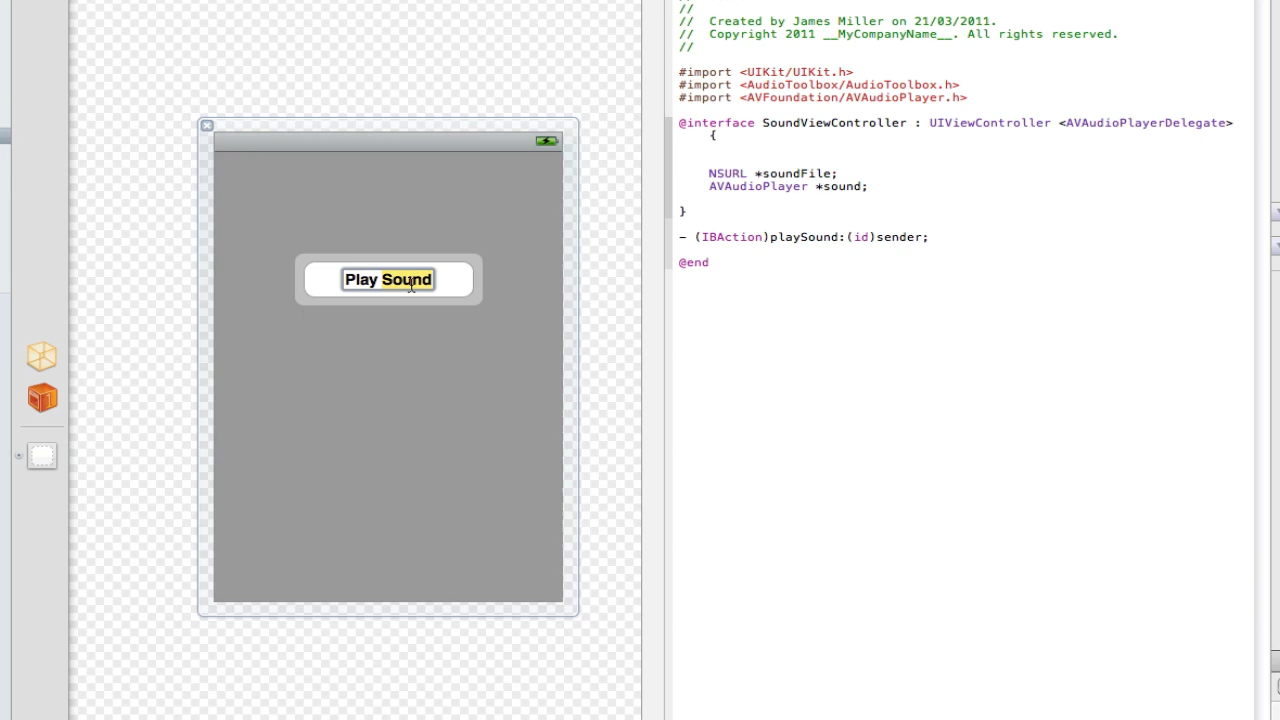 //
//  Created by James Miller on 21/03/2011.
//  Copyright 2011 __MyCompanyName__. All rights reserved.
//
#import <UIKit/UIKit.h>
#import <AudioToolbox/AudioToolbox.h>
#import <AVFoundation/AVAudioPlayer.h>
@interface SoundViewController : UIViewController <AVAudioPlayerDelegate>
{
NSURL *soundFile;
AVAudioPlayer *sound;
}
- (IBAction)playSound:(id)sender;
@end
Play Sound